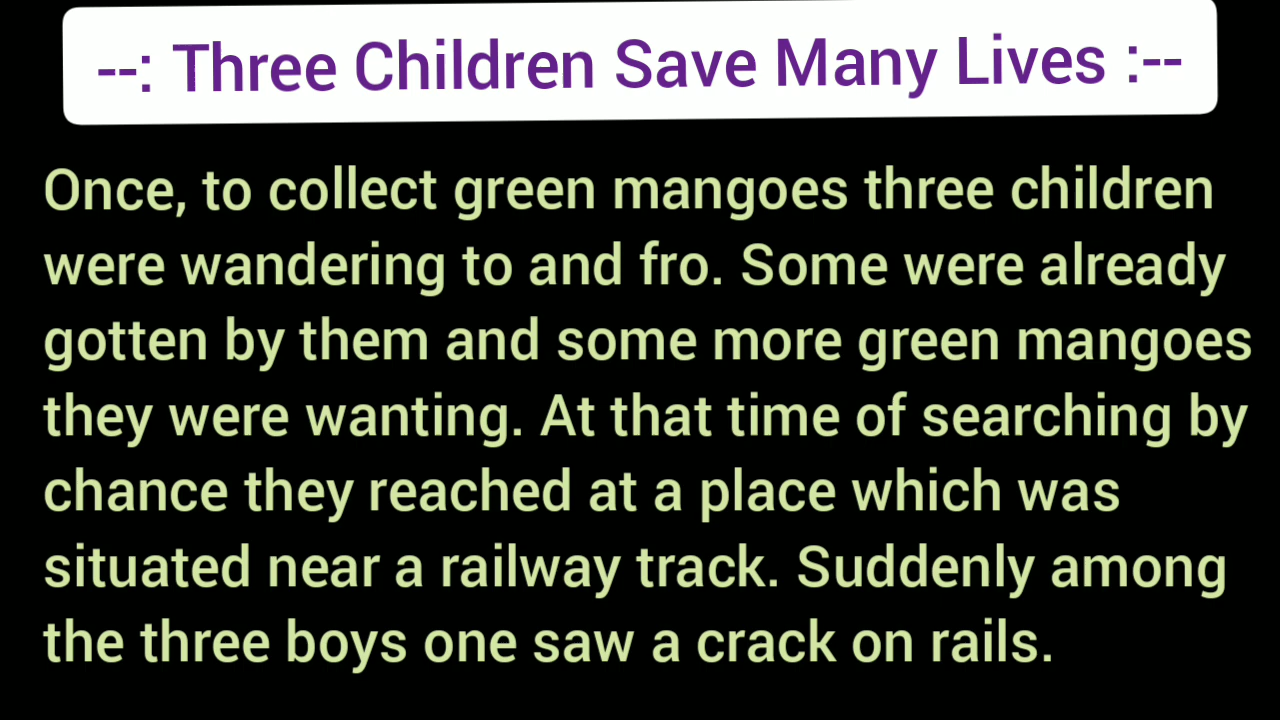 --: Three Children Save Many Lives :--
Once, to collect green mangoes three children
were wandering to and fro. Some were already
gotten by them and some more green mangoes
they were wanting. At that time of searching by
chance they reached at a place which was
situated near a railway track. Suddenly among
the three boys one saw a crack on rails.